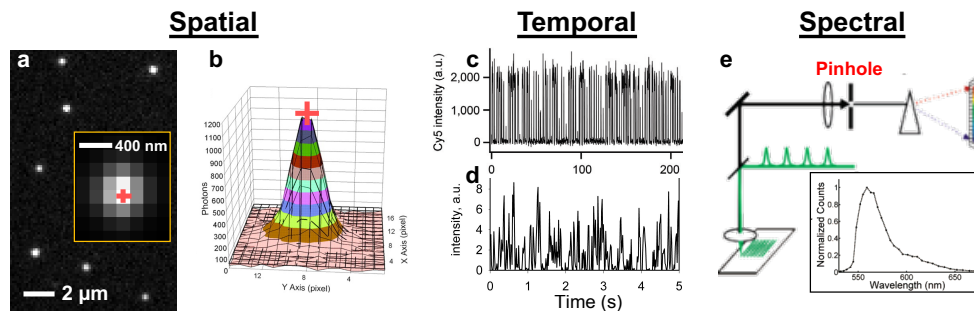 Spatial
Temporal
Spectral
a
400 nm
2 µm
b
Photons
1200
1100
1000
900
800
700
600
500
400
300
200
100
0
12
8
4
Y Axis (pixel)
16
12
8
4
X Axis (pixel)
c
Cy5 intensity (a.u.)
2,000
1,000
0
0
100
200
d
intensity, a.u.
8
6
4
2
0
0
1
2
3
4
5
Time (s)
e
Pinhole
Normalized Counts
1
0.8
0.6
0.4
0.2
0
550
600
650
Wavelength (nm)